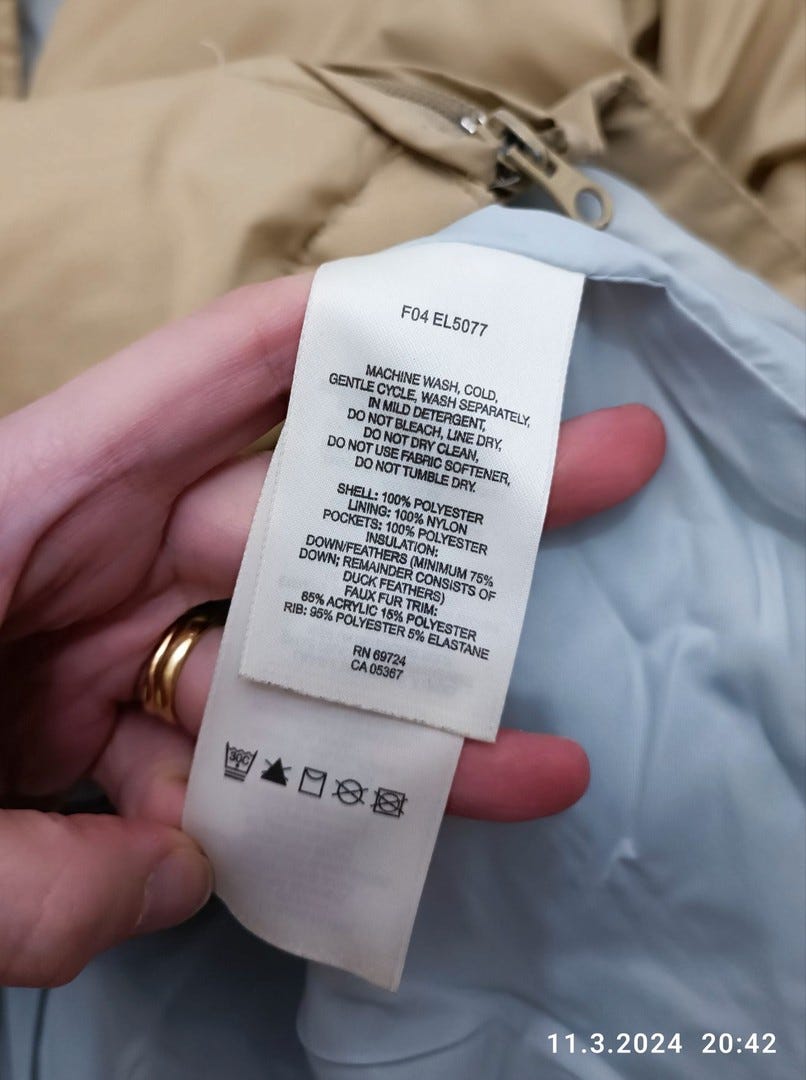 F04 EL5077
MACHINE WASH, COLD,
GENTLE CYCLE, WASH SEPARATELY,
IN MILD DETERGENT,
DO NOT BLEACH, LINE DRY,
DO NOT DRY CLEAN,
DO NOT USE FABRIC SOFTENER,
DO NOT TUMBLE DRY.
SHELL: 100% POLYESTER
LINING: 100% NYLON
POCKETS: 100% POLYESTER
INSULATION:
DOWN/FEATHERS (MINIMUM 75%
DOWN; REMAINDER CONSISTS OF
DUCK FEATHERS)
FAUX FUR TRIM:
85% ACRYLIC 15% POLYESTER
RIB: 95% POLYESTER 5% ELASTANE
RN 69724
CA 05367
30C
11.3.2024 20:42